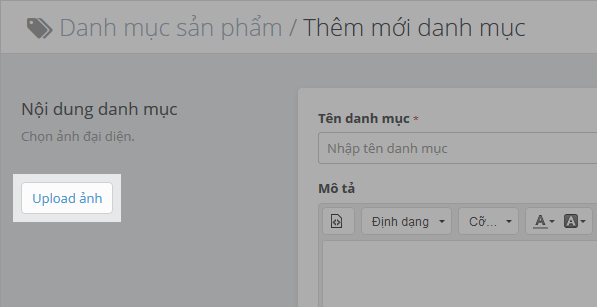 Danh mục sản phẩm / Thêm mới danh mục
Nội dung danh mục
Chọn ảnh đại diện.
Upload ảnh
Tên danh mục *
Nhập tên danh mục
Mô tả
Định dạng
Cỡ...
A
A